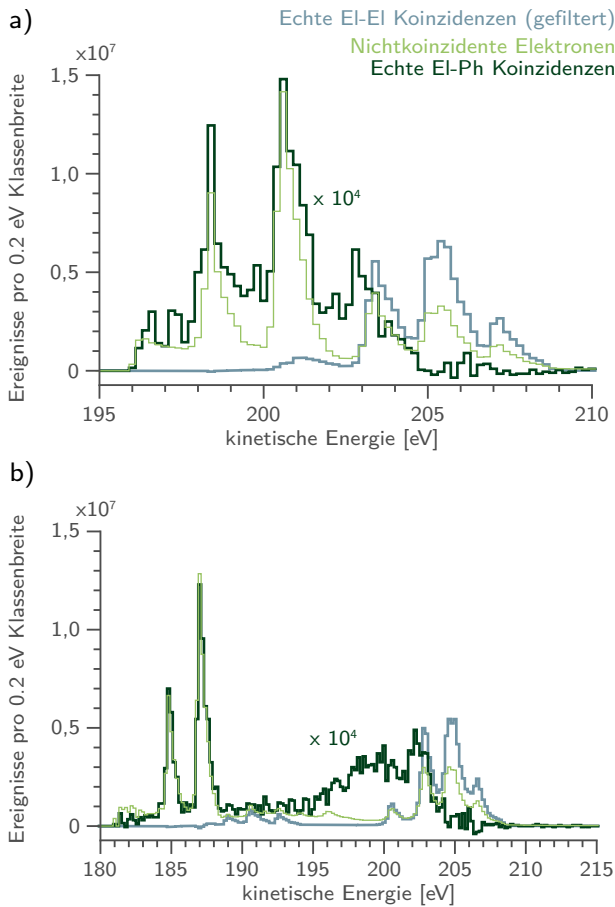 a)
Echte El-El Koinzidenzen (gefiltert)
Nichtkoinzidente Elektronen
Echte El-Ph Koinzidenzen
×10⁷
Ereignisse pro 0.2 eV Klassenbreite
1,5
1,0
0,5
0
x 10⁴
195
200
205
210
kinetische Energie [eV]
b)
×10⁷
Ereignisse pro 0.2 eV Klassenbreite
1,5
1,0
0,5
0
x 10⁴
180
185
190
195
200
205
210
215
kinetische Energie [eV]